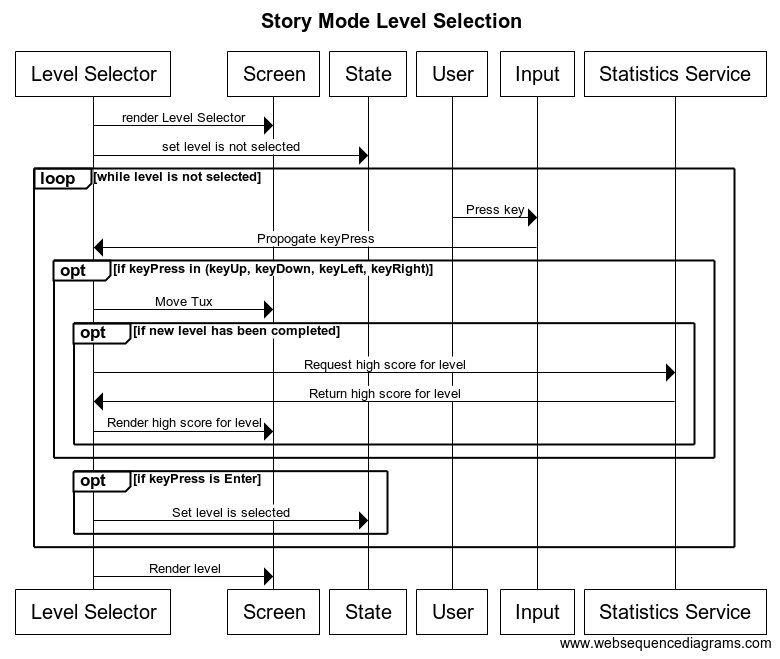 Story Mode Level Selection
Level Selector Screen State User Input Statistics Service
render Level Selector
set level is not selected
loop [while level is not selected]
Press key
Propogate keyPress
opt [if keyPress in (keyUp, keyDown, keyLeft, keyRight)]
Move Tux
opt [if new level has been completed]
Request high score for level
Return high score for level
Render high score for level
opt [if keyPress is Enter]
Set level is selected
Render level
Level Selector Screen State User Input Statistics Service
www.websequencediagrams.com